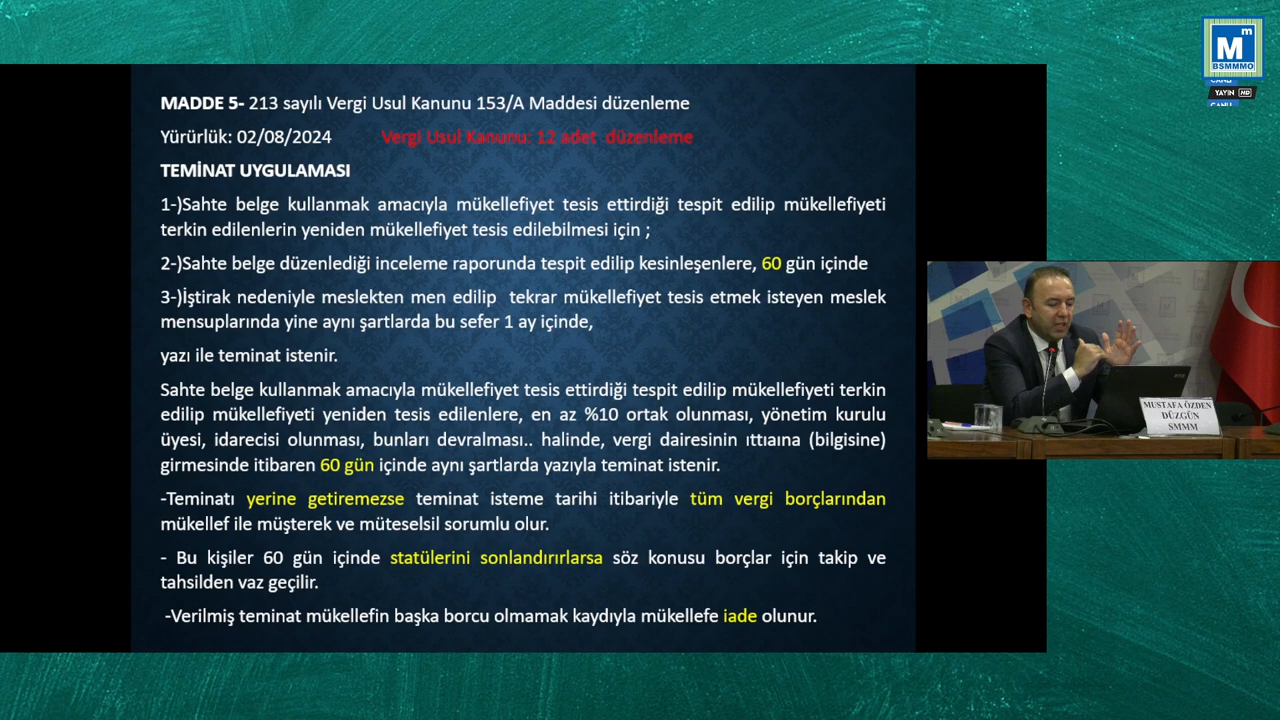 m
M
BSMMMO
CANLI
YAYIN HD
CANLI
MADDE 5- 213 sayılı Vergi Usul Kanunu 153/A Maddesi düzenleme
Yürürlük: 02/08/2024 Vergi Usul Kanunu: 12 adet düzenleme
TEMİNAT UYGULAMASI
1-)Sahte belge kullanmak amacıyla mükellefiyet tesis ettirdiği tespit edilip mükellefiyeti
terkin edilenlerin yeniden mükellefiyet tesis edilebilmesi için ;
2-)Sahte belge düzenlediği inceleme raporunda tespit edilip kesinleşenlere, 60 gün içinde
3-)İştirak nedeniyle meslekten men edilip tekrar mükellefiyet tesis etmek isteyen meslek
mensuplarında yine aynı şartlarda bu sefer 1 ay içinde,
yazı ile teminat istenir.
Sahte belge kullanmak amacıyla mükellefiyet tesis ettirdiği tespit edilip mükellefiyeti terkin
edilip mükellefiyeti yeniden tesis edilenlere, en az %10 ortak olunması, yönetim kurulu
üyesi, idarecisi olunması, bunları devralması.. halinde, vergi dairesinin ıttıaına (bilgisine)
girmesinde itibaren 60 gün içinde aynı şartlarda yazıyla teminat istenir.
-Teminatı yerine getiremezse teminat isteme tarihi itibariyle tüm vergi borçlarından
mükellef ile müşterek ve müteselsil sorumlu olur.
- Bu kişiler 60 gün içinde statülerini sonlandırırlarsa söz konusu borçlar için takip ve
tahsilden vaz geçilir.
-Verilmiş teminat mükellefin başka borcu olmamak kaydıyla mükellefe iade olunur.
MUSTAFA ÖZDEN
DÜZGÜN
SMMM